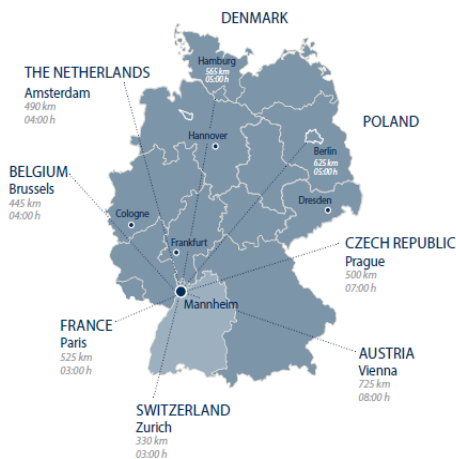 DENMARK
Hamburg
565 km
05:00 h
THE NETHERLANDS
Amsterdam
490 km
04:00 h
POLAND
Hannover
Berlin
625 km
05:00 h
BELGIUM
Brussels
445 km
04:00 h
Dresden
Cologne
Frankfurt
CZECH REPUBLIC
Prague
500 km
07:00 h
Mannheim
FRANCE
Paris
525 km
03:00 h
AUSTRIA
Vienna
725 km
08:00 h
SWITZERLAND
Zurich
330 km
03:00 h